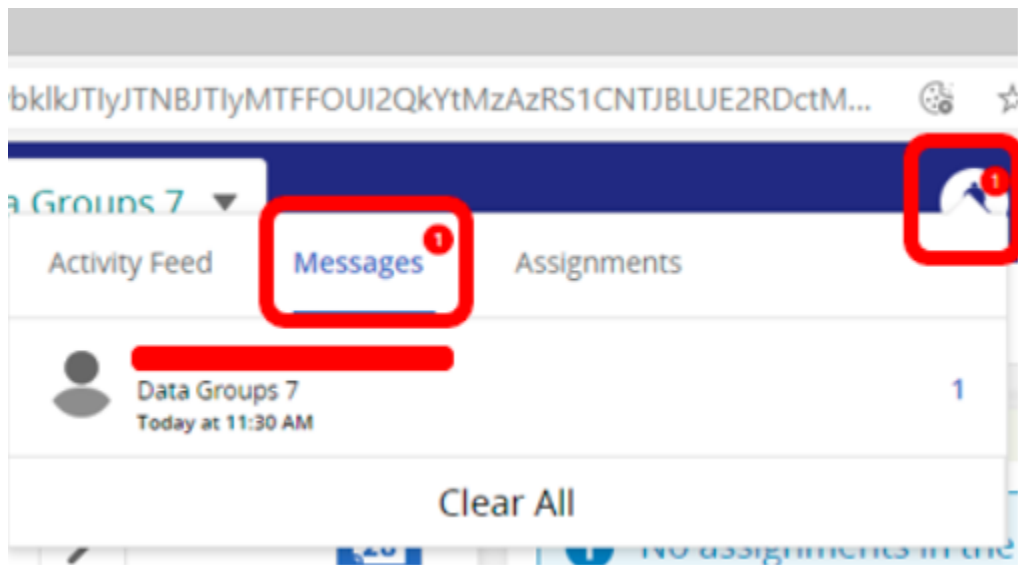 bklkJTIyJTNBJTIyMTFFOUI2QkYtMzAzRS1CNTJBLUE2RDctM...
a Groups 7
1
Activity Feed Messages 1 Assignments
Data Groups 7 1
Today at 11:30 AM
Clear All
No assignments in the